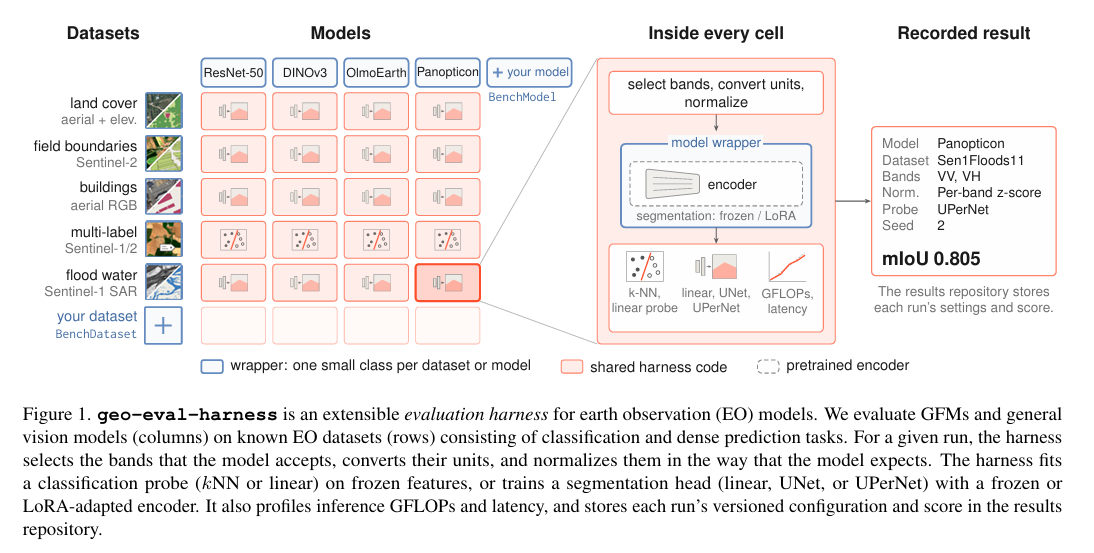 Datasets
Models
Inside every cell
Recorded result
ResNet-50
DINOv3
OlmoEarth
Panopticon
+ your model
BenchModel
land cover
aerial + elev.
field boundaries
Sentinel-2
buildings
aerial RGB
multi-label
Sentinel-1/2
flood water
Sentinel-1 SAR
your dataset
BenchDataset
select bands, convert units,
normalize
model wrapper
encoder
segmentation: frozen / LoRA
k-NN,
linear probe
linear, UNet,
UPerNet
GFLOPs,
latency
Model Panopticon
Dataset Sen1Floods11
Bands VV, VH
Norm. Per-band z-score
Probe UPerNet
Seed 2
mIoU 0.805
The results repository stores
each run's settings and score.
wrapper: one small class per dataset or model
shared harness code
pretrained encoder
Figure 1. geo-eval-harness is an extensible evaluation harness for earth observation (EO) models. We evaluate GFMs and general
vision models (columns) on known EO datasets (rows) consisting of classification and dense prediction tasks. For a given run, the harness
selects the bands that the model accepts, converts their units, and normalizes them in the way that the model expects. The harness fits
a classification probe (kNN or linear) on frozen features, or trains a segmentation head (linear, UNet, or UPerNet) with a frozen or
LoRA-adapted encoder. It also profiles inference GFLOPs and latency, and stores each run's versioned configuration and score in the results
repository.